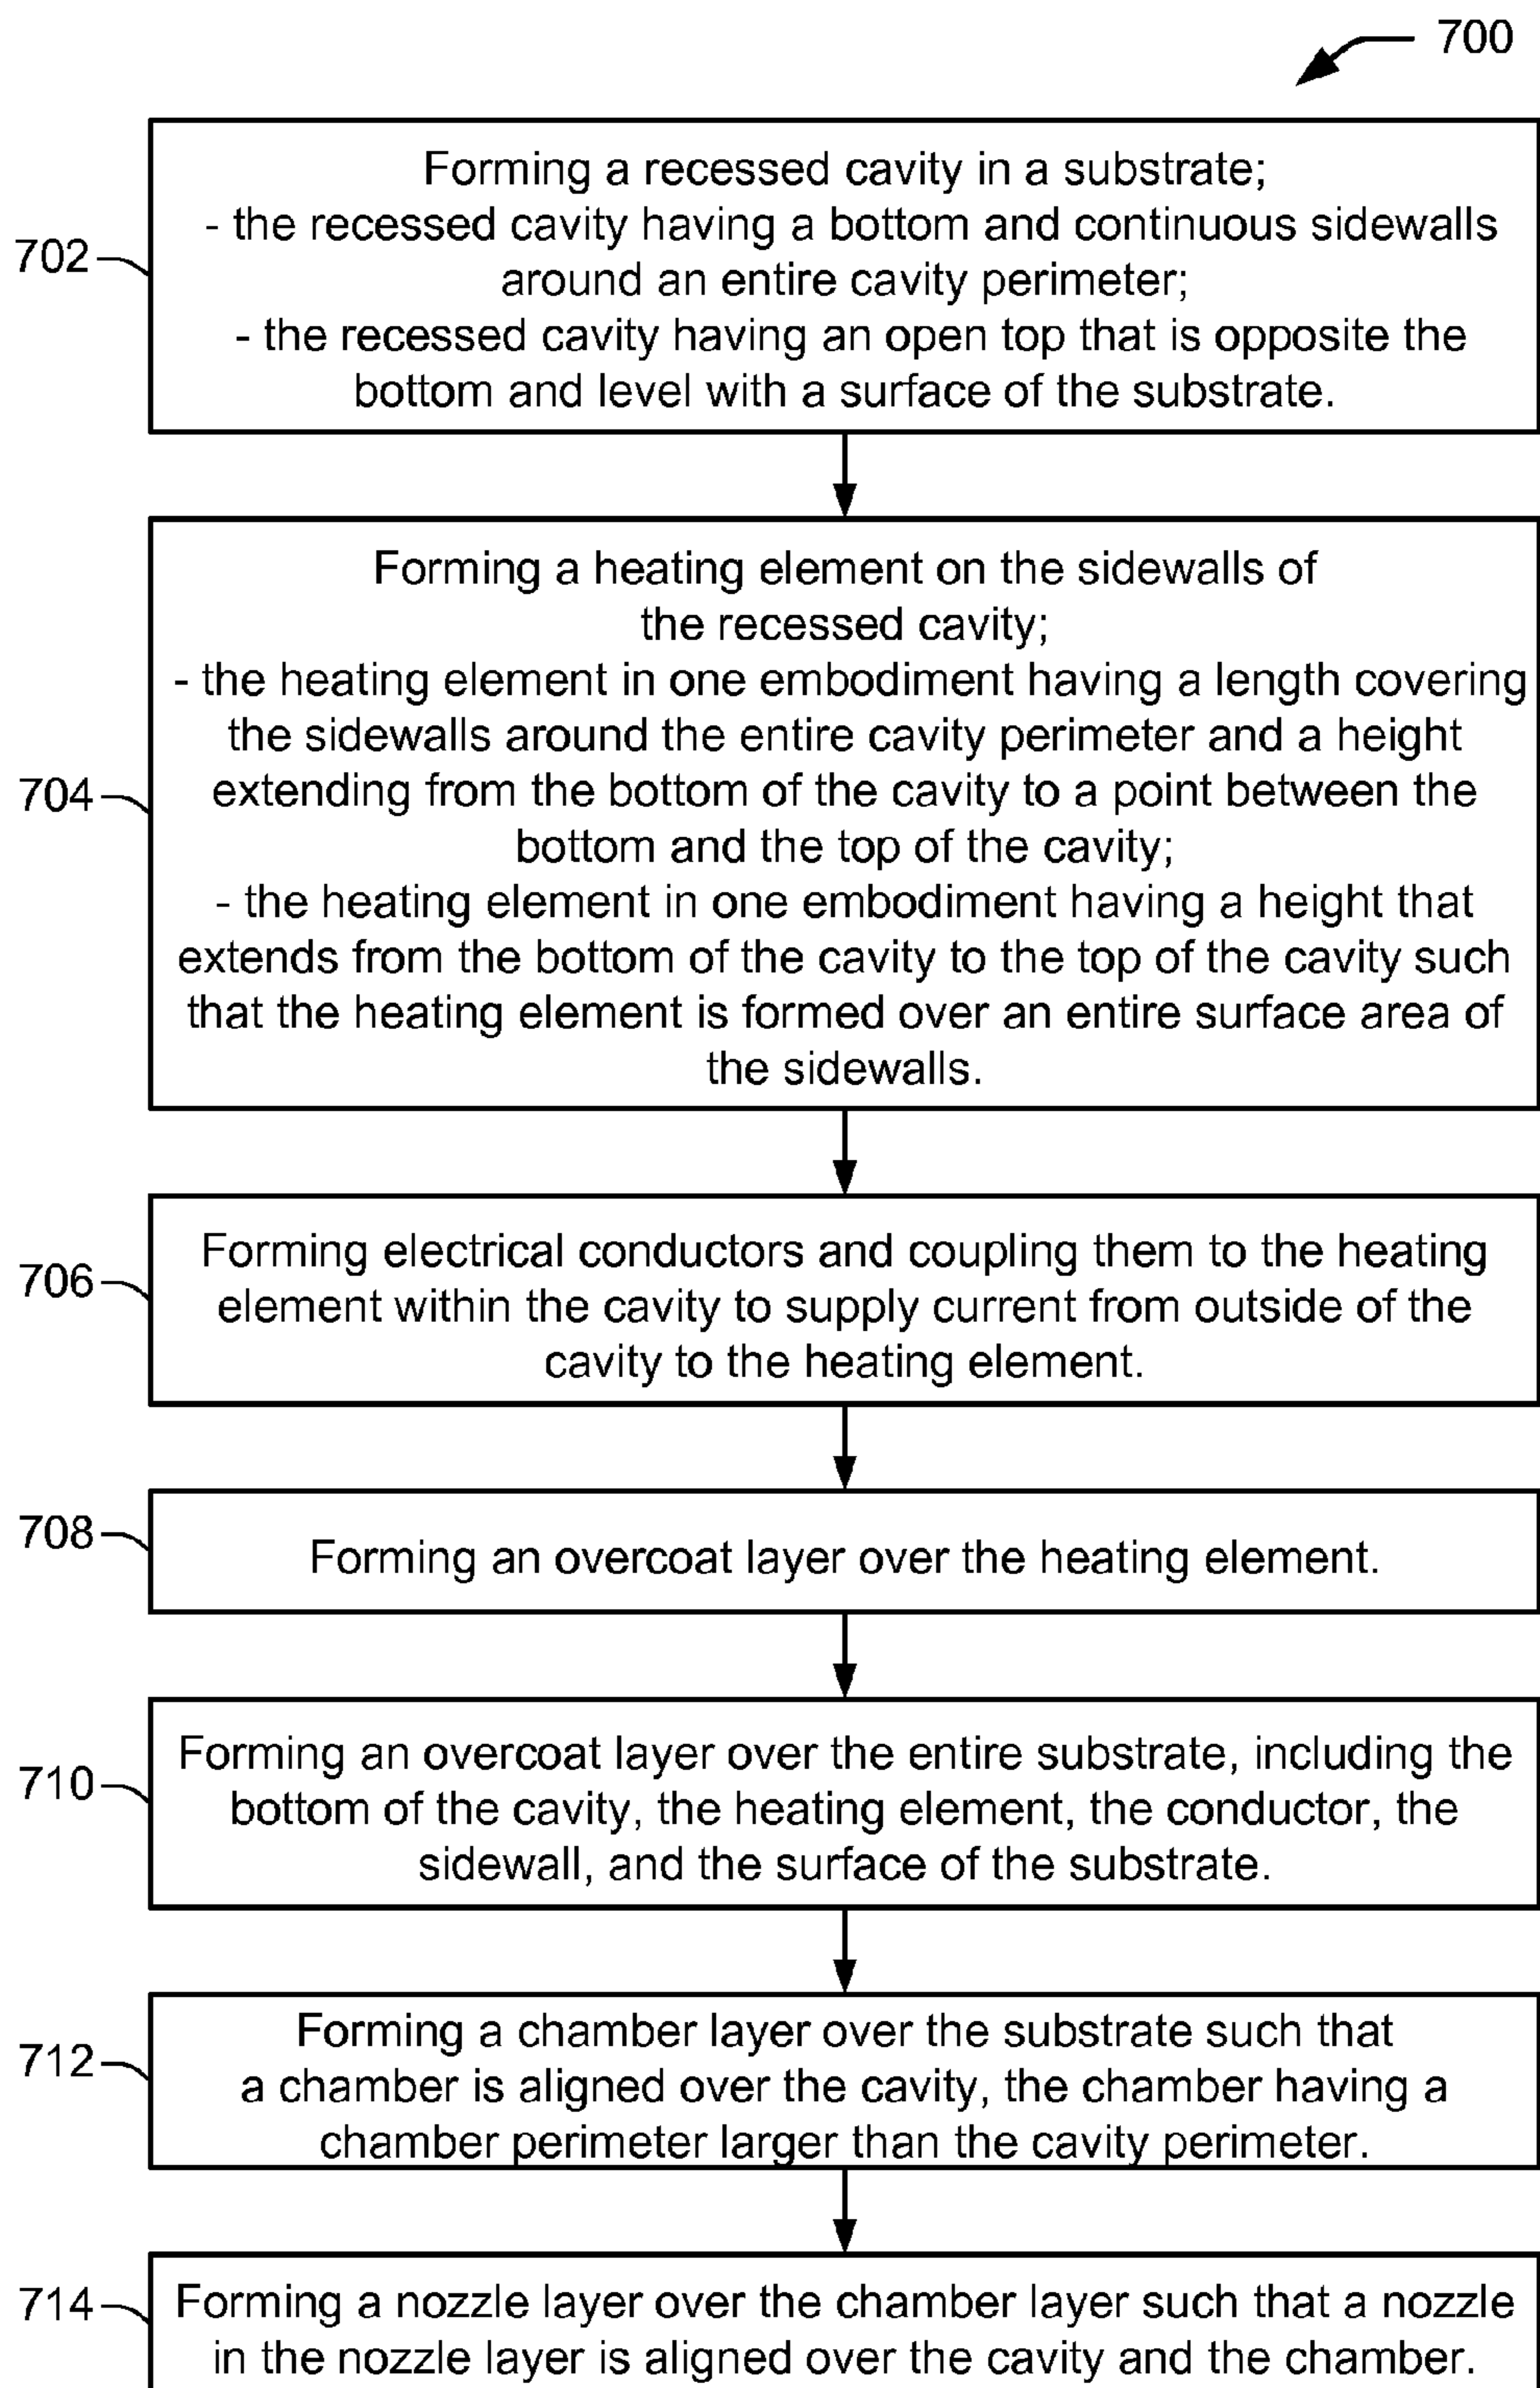 700
702
Forming a recessed cavity in a substrate;
- the recessed cavity having a bottom and continuous sidewalls
around an entire cavity perimeter;
- the recessed cavity having an open top that is opposite the
bottom and level with a surface of the substrate.
704
Forming a heating element on the sidewalls of
the recessed cavity;
- the heating element in one embodiment having a length covering
the sidewalls around the entire cavity perimeter and a height
extending from the bottom of the cavity to a point between the
bottom and the top of the cavity;
- the heating element in one embodiment having a height that
extends from the bottom of the cavity to the top of the cavity such
that the heating element is formed over an entire surface area of
the sidewalls.
706
Forming electrical conductors and coupling them to the heating
element within the cavity to supply current from outside of the
cavity to the heating element.
708
Forming an overcoat layer over the heating element.
710
Forming an overcoat layer over the entire substrate, including the
bottom of the cavity, the heating element, the conductor, the
sidewall, and the surface of the substrate.
712
Forming a chamber layer over the substrate such that
a chamber is aligned over the cavity, the chamber having a
chamber perimeter larger than the cavity perimeter.
714
Forming a nozzle layer over the chamber layer such that a nozzle
in the nozzle layer is aligned over the cavity and the chamber.